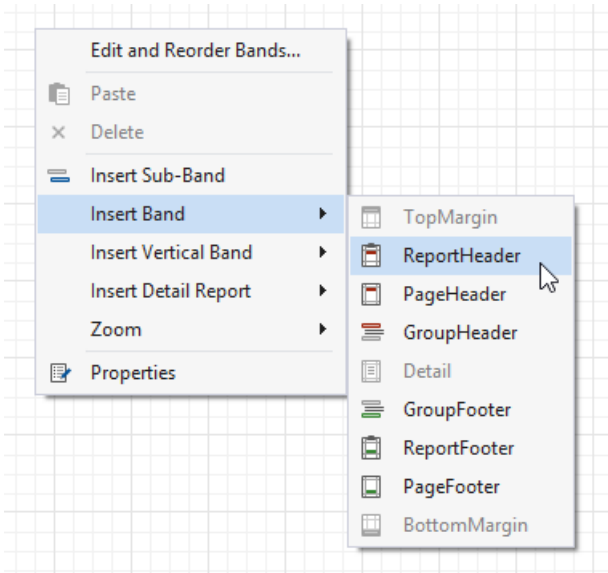 Edit and Reorder Bands...
Paste
Delete
Insert Sub-Band
Insert Band
Insert Vertical Band
Insert Detail Report
Zoom
Properties
TopMargin
ReportHeader
PageHeader
GroupHeader
Detail
GroupFooter
ReportFooter
PageFooter
BottomMargin